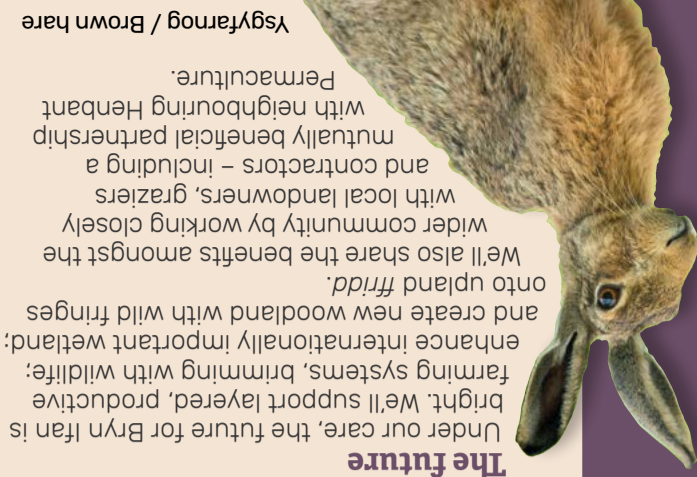 The future
Under our care, the future for Bryn Ifan is
bright. We'll support layered, productive
farming systems, brimming with wildlife;
enhance internationally important wetland;
and create new woodland with wild fringes
onto upland ffridd.
We'll also share the benefits amongst the
wider community by working closely
with local landowners, graziers
and contractors – including a
mutually beneficial partnership
with neighbouring Henbant
Permaculture.
Ysgyfarnog / Brown hare